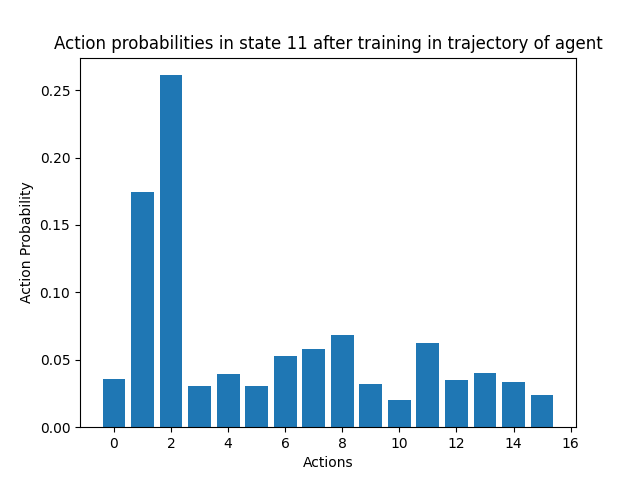 Action probabilities in state 11 after training in trajectory of agent
0.25
0.20
0.15
0.10
0.05
0.00
Action Probability
0 2 4 6 8 10 12 14 16
Actions